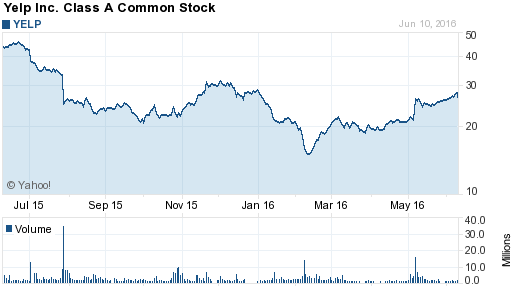 Yelp Inc. Class A Common Stock
YELP
Jun 10, 2016
50
40
30
20
10
© Yahoo!
Jul 15 Sep 15 Nov 15 Jan 16 Mar 16 May 16
Volume
40.0
30.0
20.0
10.0
0.0
Millions